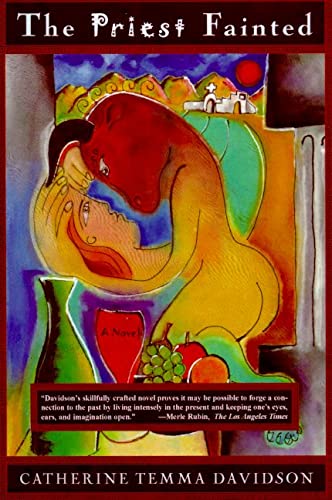 The Priest Fainted
A Novel
"Davidson's skillfully crafted novel proves it may be possible to forge a con-
nection to the past by living intensely in the present and keeping one's eyes,
ears, and imagination open." —Merle Rubin, The Los Angeles Times
CATHERINE TEMMA DAVIDSON